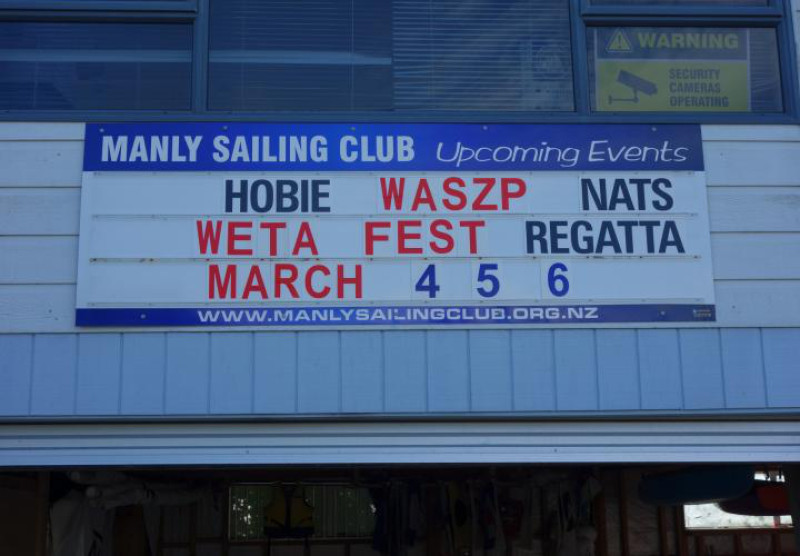 WARNING
SECURITY
CAMERAS
OPERATING
MANLY SAILING CLUB Upcoming Events
HOBIE WASZP NATS
WETA FEST REGATTA
MARCH 4 5 6
WWW.MANLYSAILINGCLUB.ORG.NZ